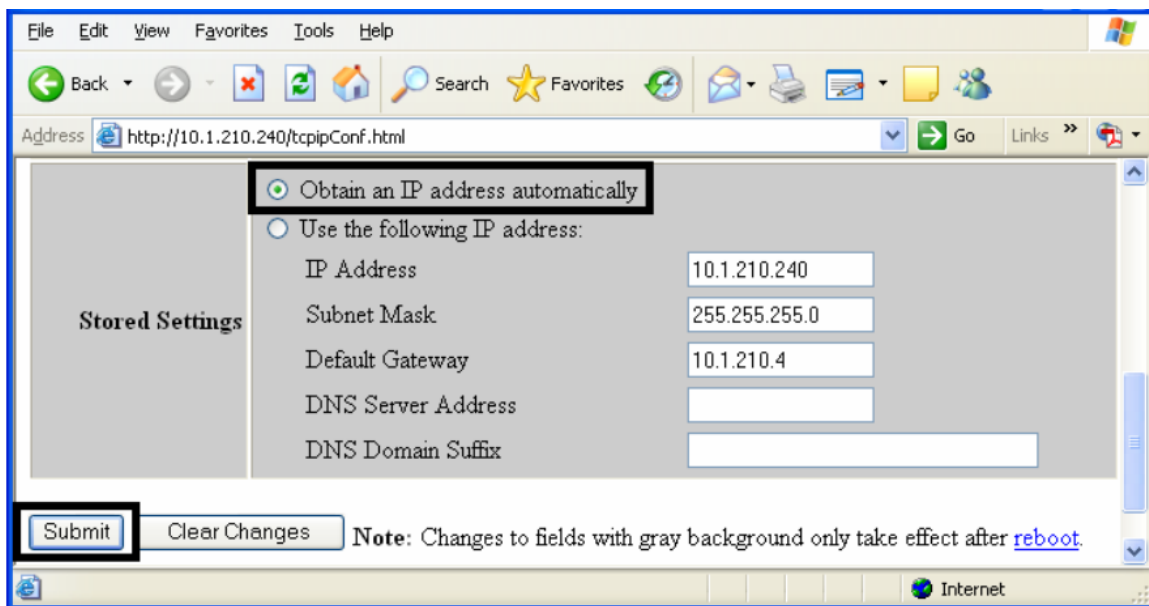 File Edit View Favorites Tools Help
Back Search Favorites
Address http://10.1.210.240/tcpipConf.html Go Links »
Obtain an IP address automatically
Use the following IP address:
IP Address 10.1.210.240
Stored Settings
Subnet Mask 255.255.255.0
Default Gateway 10.1.210.4
DNS Server Address
DNS Domain Suffix
Submit Clear Changes Note: Changes to fields with gray background only take effect after reboot.
Internet